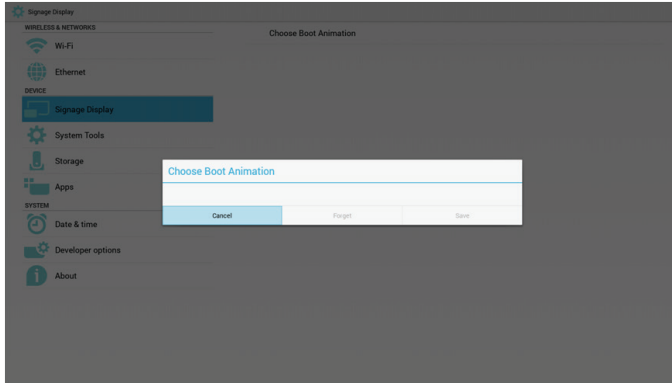 Signage Display
WIRELESS & NETWORKS
Choose Boot Animation
Wi-Fi
Ethernet
DEVICE
Signage Display
System Tools
Storage
Apps
SYSTEM
Date & time
Developer options
About
Choose Boot Animation
Cancel
Forget
Save